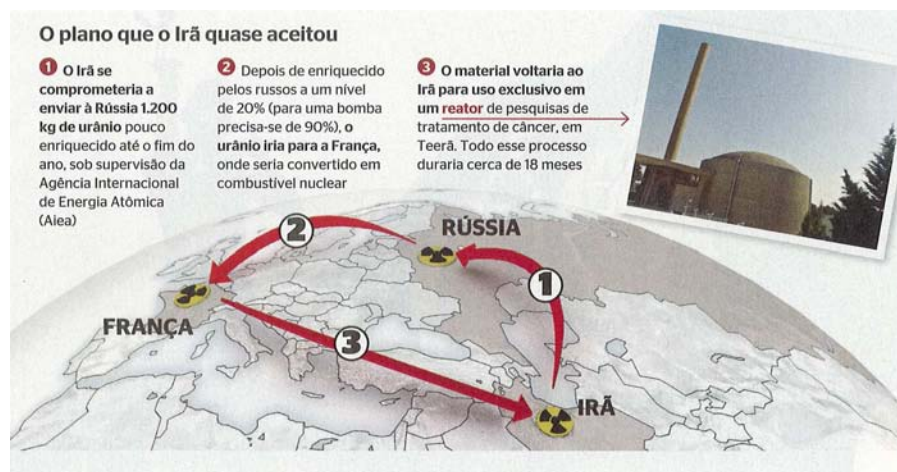 O plano que o Irã quase aceitou
1 O Irã se
comprometeria a
enviar à Rússia 1.200
kg de urânio pouco
enriquecido até o fim do
ano, sob supervisão da
Agência Internacional
de Energia Atômica
(Aiea)
2 Depois de enriquecido
pelos russos a um nível
de 20% (para uma bomba
precisa-se de 90%), o
urânio iria para a França,
onde seria convertido em
combustível nuclear
3 O material voltaria ao
Irã para uso exclusivo em
um reator de pesquisas de
tratamento de câncer, em
Teerã. Todo esse processo
duraria cerca de 18 meses
2
RÚSSIA
1
FRANÇA
3
IRÃ